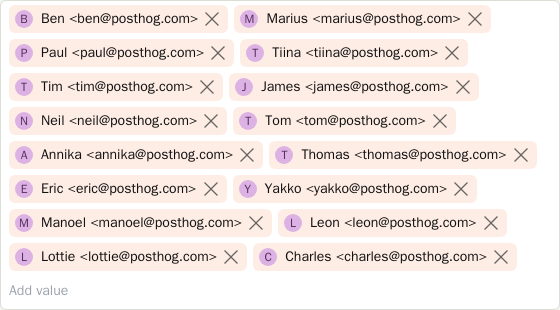 B Ben <ben@posthog.com> M Marius <marius@posthog.com>
P Paul <paul@posthog.com> T Tiina <tiina@posthog.com>
T Tim <tim@posthog.com> J James <james@posthog.com>
N Neil <neil@posthog.com> T Tom <tom@posthog.com>
A Annika <annika@posthog.com> T Thomas <thomas@posthog.com>
E Eric <eric@posthog.com> Y Yakko <yakko@posthog.com>
M Manoel <manoel@posthog.com> L Leon <leon@posthog.com>
L Lottie <lottie@posthog.com> C Charles <charles@posthog.com>
Add value